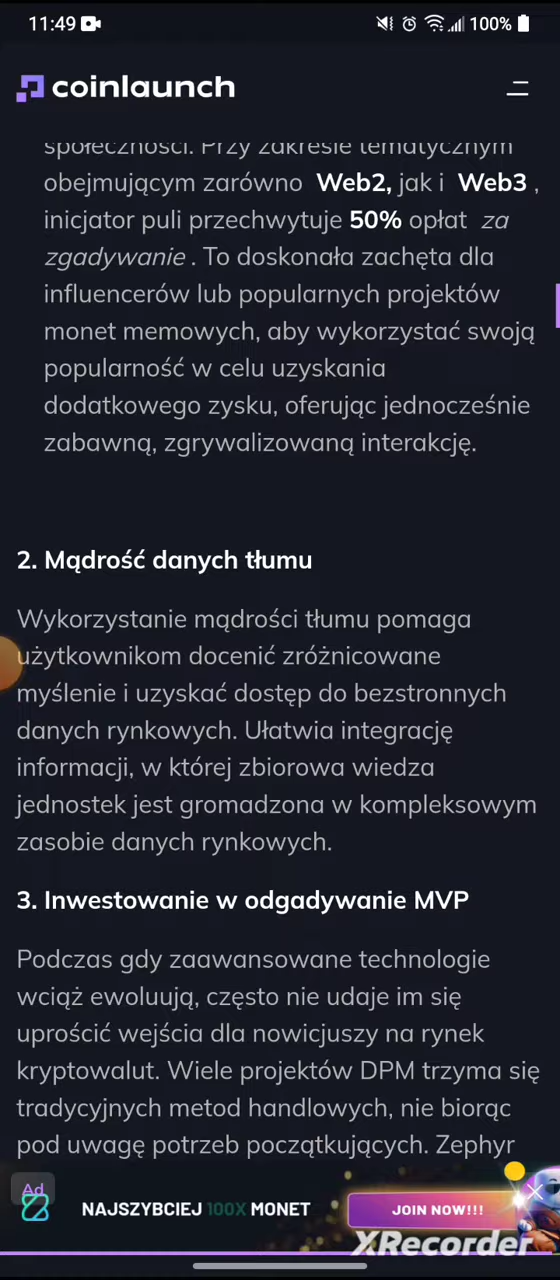 11:49
100%
coinlaunch
społeczności. Przy zakresie tematycznym
obejmującym zarówno Web2, jak i Web3 ,
inicjator puli przechwytuje 50% opłat za
zgadywanie . To doskonała zachęta dla
influencerów lub popularnych projektów
monet memowych, aby wykorzystać swoją
popularność w celu uzyskania
dodatkowego zysku, oferując jednocześnie
zabawną, zgrywalizowaną interakcję.
2. Mądrość danych tłumu
Wykorzystanie mądrości tłumu pomaga
użytkownikom docenić zróżnicowane
myślenie i uzyskać dostęp do bezstronnych
danych rynkowych. Ułatwia integrację
informacji, w której zbiorowa wiedza
jednostek jest gromadzona w kompleksowym
zasobie danych rynkowych.
3. Inwestowanie w odgadywanie MVP
Podczas gdy zaawansowane technologie
wciąż ewoluują, często nie udaje im się
uprościć wejścia dla nowicjuszy na rynek
kryptowalut. Wiele projektów DPM trzyma się
tradycyjnych metod handlowych, nie biorąc
pod uwagę potrzeb początkujących. Zephyr
Ad
NAJSZYBCIEJ 100X MONET
JOIN NOW!!!
XRecorder